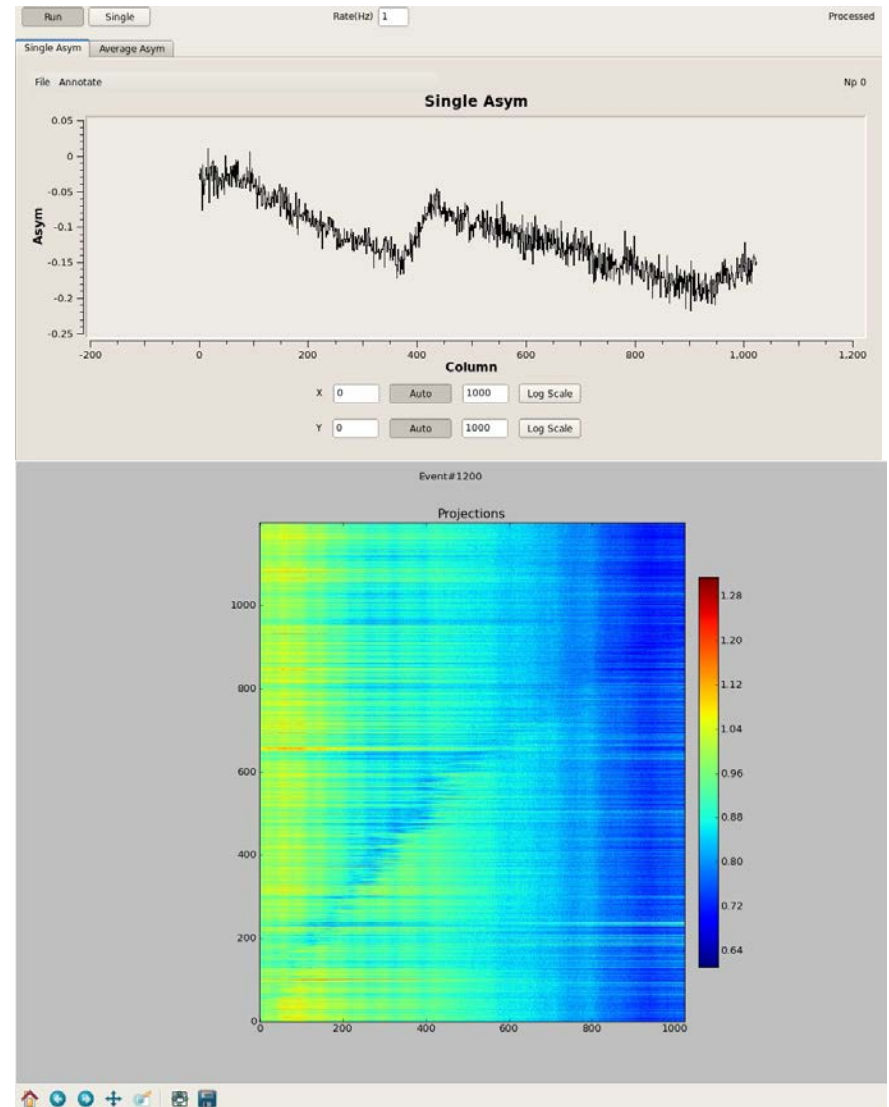 Run Single Rate(Hz) 1 Processed
Single Asym Average Asym
File Annotate Np 0
Single Asym
0.05
0
-0.05
-0.1
-0.15
-0.2
-0.25
Asym
-200 0 200 400 600 800 1,000 1,200
Column
X 0 Auto 1000 Log Scale
Y 0 Auto 1000 Log Scale
Event#1200
Projections
1000
800
600
400
200
0
0 200 400 600 800 1000
1.28
1.20
1.12
1.04
0.96
0.88
0.80
0.72
0.64